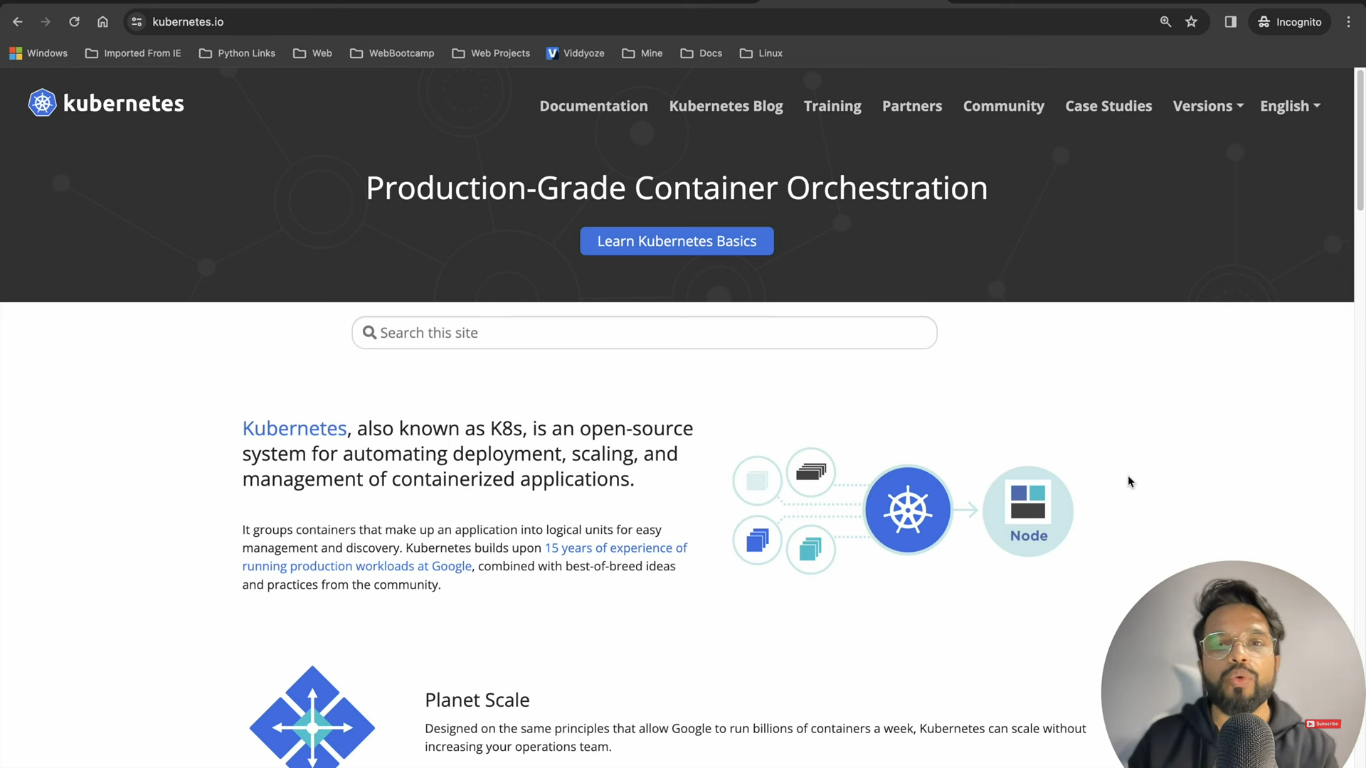 kubernetes.io
Incognito
Windows
Imported From IE
Python Links
Web
WebBootcamp
Web Projects
Viddyoze
Mine
Docs
Linux
kubernetes
Documentation
Kubernetes Blog
Training
Partners
Community
Case Studies
Versions
English
Production-Grade Container Orchestration
Learn Kubernetes Basics
Search this site
Kubernetes, also known as K8s, is an open-source
system for automating deployment, scaling, and
management of containerized applications.
It groups containers that make up an application into logical units for easy
management and discovery. Kubernetes builds upon 15 years of experience of
running production workloads at Google, combined with best-of-breed ideas
and practices from the community.
Node
Planet Scale
Designed on the same principles that allow Google to run billions of containers a week, Kubernetes can scale without
increasing your operations team.
Subscribe